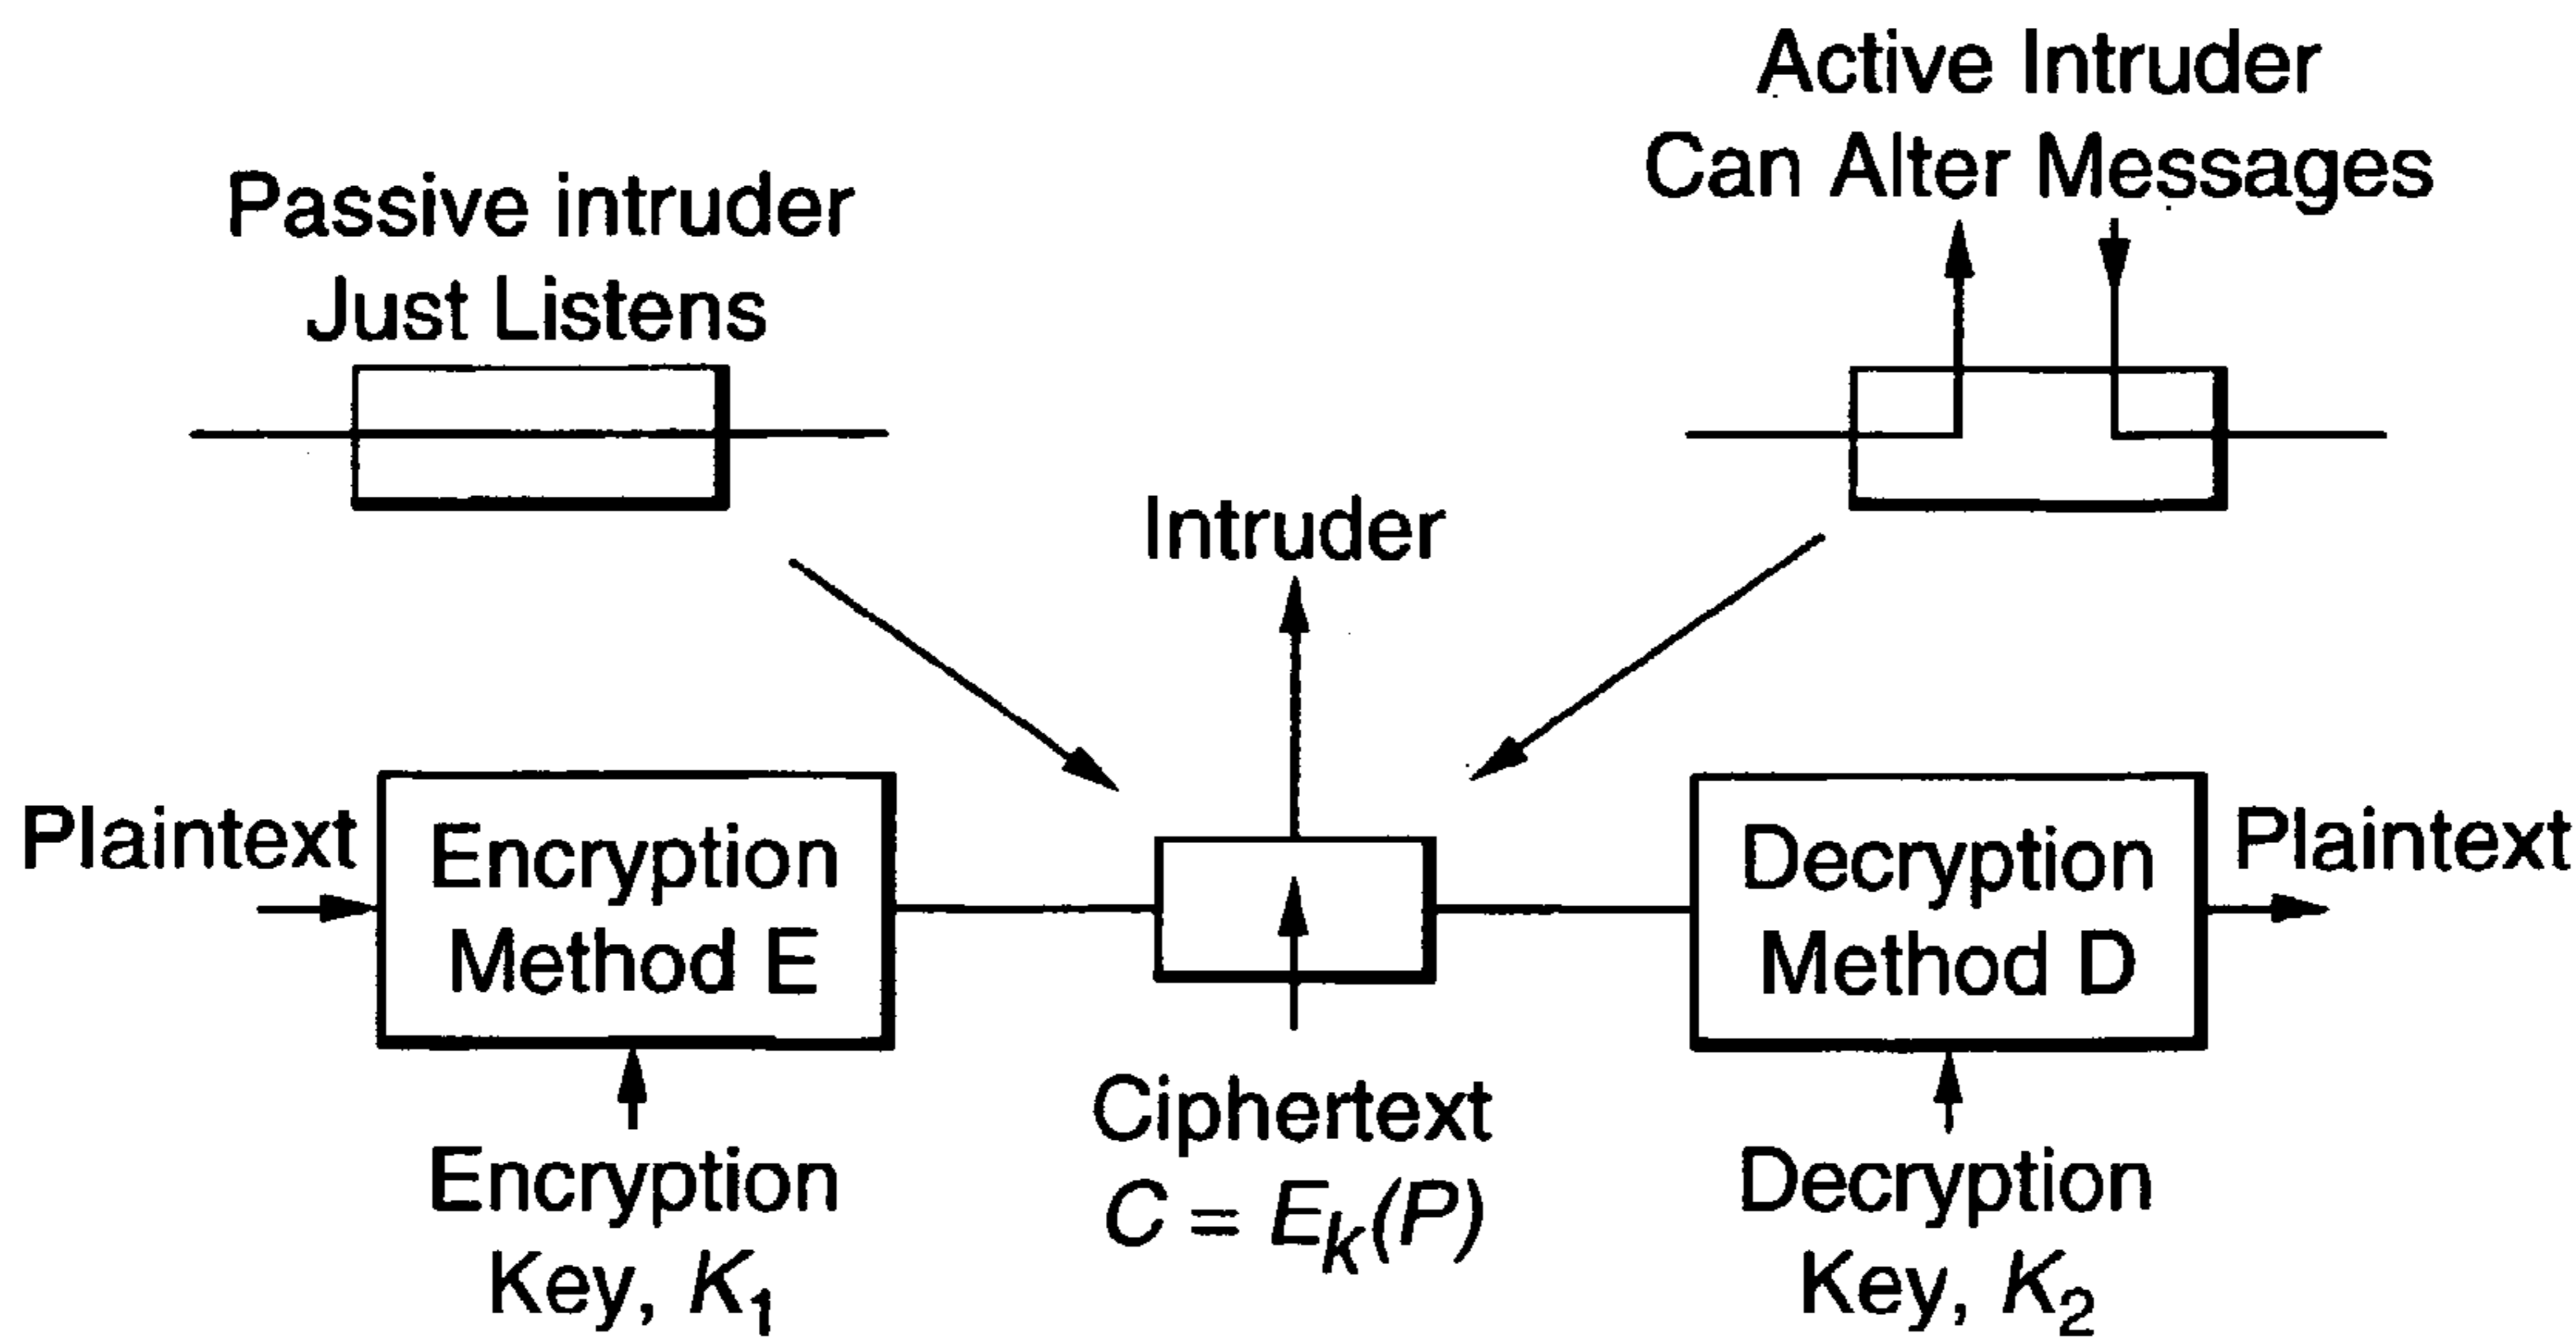 Active Intruder
Can Alter Messages
Passive intruder
Just Listens
Intruder
Plaintext
Encryption
Method E
Decryption
Method D
Plaintext
Encryption
Key, K₁
Ciphertext
C = Eₖ(P)
Decryption
Key, K₂